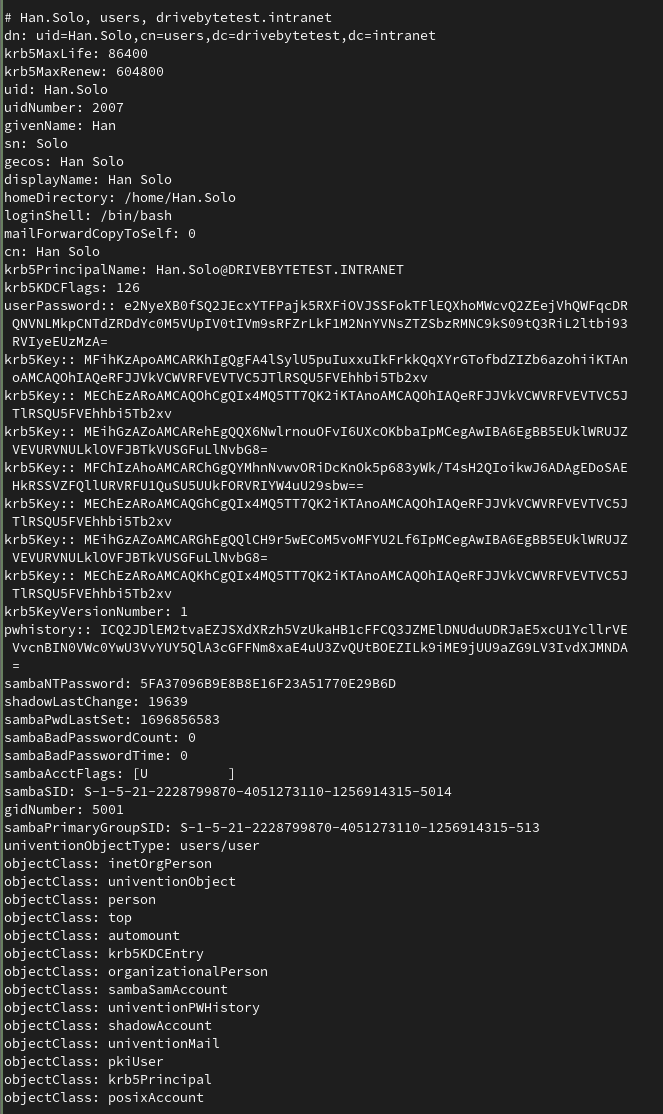 # Han.Solo, users, drivebytetest.intranet
dn: uid=Han.Solo,cn=users,dc=drivebytetest,dc=intranet
krb5MaxLife: 86400
krb5MaxRenew: 604800
uid: Han.Solo
uidNumber: 2007
givenName: Han
sn: Solo
gecos: Han Solo
displayName: Han Solo
homeDirectory: /home/Han.Solo
loginShell: /bin/bash
mailForwardCopyToSelf: 0
cn: Han Solo
krb5PrincipalName: Han.Solo@DRIVEBYTETEST.INTRANET
krb5KDCFlags: 126
userPassword:: e2NyeXB0fSQ2JEcxYTFPajk5RXFiOVJSSFokTFlEQXhoMWcvQ2ZEejVhQWFqcDR
QNVNLMkpCNTdZRDdYc0M5VUpIV0tIVm9sRFZrLkF1M2NnYVNsZTZSbzRMNC9kS09tQ3RiL2ltbi93
RVIyeEUzMzA=
krb5Key:: MFihKzApoAMCARKhIgQgFA4lSylU5puIuxxuIkFrkkQqXYrGTofbdZIZb6azohiiKTAn
oAMCAQOhIAQeRFJJVkVCWVRFVEVTVC5JTlRSQU5FVEhhbi5Tb2xv
krb5Key:: MEChEzARoAMCAQOhCgQIx4MQ5TT7QK2iKTAnoAMCAQOhIAQeRFJJVkVCWVRFVEVTVC5J
TlRSQU5FVEhhbi5Tb2xv
krb5Key:: MEihGzAZoAMCARehEgQQX6NwlrnouOFvI6UXcOKbbaIpMCegAwIBA6EgBB5EUklWRUJZ
VEVURVNULklOVFJBTkVUSGFuLlNvbG8=
krb5Key:: MFChIzAhoAMCARChGgQYMhnNvwvORiDcKnOk5p683yWk/T4sH2QIoikwJ6ADAgEDoSAE
HkRSSVZFQllURVRFU1QuSU5UUkFORVRIYW4uU29sbw==
krb5Key:: MEChEzARoAMCAQGhCgQIx4MQ5TT7QK2iKTAnoAMCAQOhIAQeRFJJVkVCWVRFVEVTVC5J
TlRSQU5FVEhhbi5Tb2xv
krb5Key:: MEihGzAZoAMCARGhEgQQlCH9r5wECoM5voMFYU2Lf6IpMCegAwIBA6EgBB5EUklWRUJZ
VEVURVNULklOVFJBTkVUSGFuLlNvbG8=
krb5Key:: MEChEzARoAMCAQKhCgQIx4MQ5TT7QK2iKTAnoAMCAQOhIAQeRFJJVkVCWVRFVEVTVC5J
TlRSQU5FVEhhbi5Tb2xv
krb5KeyVersionNumber: 1
pwhistory:: ICQ2JDlEM2tvaEZJSXdXRzh5VzUkaHB1cFFCQ3JZMElDNUduUDRJaE5xcU1YcllrVE
VvcnBIN0VWc0YwU3VvYUY5QlA3cGFFNm8xaE4uU3ZvQUtBOEZILk9iME9jUU9aZG9LV3IvdXJMNDA
=
sambaNTPassword: 5FA37096B9E8B8E16F23A51770E29B6D
shadowLastChange: 19639
sambaPwdLastSet: 1696856583
sambaBadPasswordCount: 0
sambaBadPasswordTime: 0
sambaAcctFlags: [U          ]
sambaSID: S-1-5-21-2228799870-4051273110-1256914315-5014
gidNumber: 5001
sambaPrimaryGroupSID: S-1-5-21-2228799870-4051273110-1256914315-513
univentionObjectType: users/user
objectClass: inetOrgPerson
objectClass: univentionObject
objectClass: person
objectClass: top
objectClass: automount
objectClass: krb5KDCEntry
objectClass: organizationalPerson
objectClass: sambaSamAccount
objectClass: univentionPWHistory
objectClass: shadowAccount
objectClass: univentionMail
objectClass: pkiUser
objectClass: krb5Principal
objectClass: posixAccount